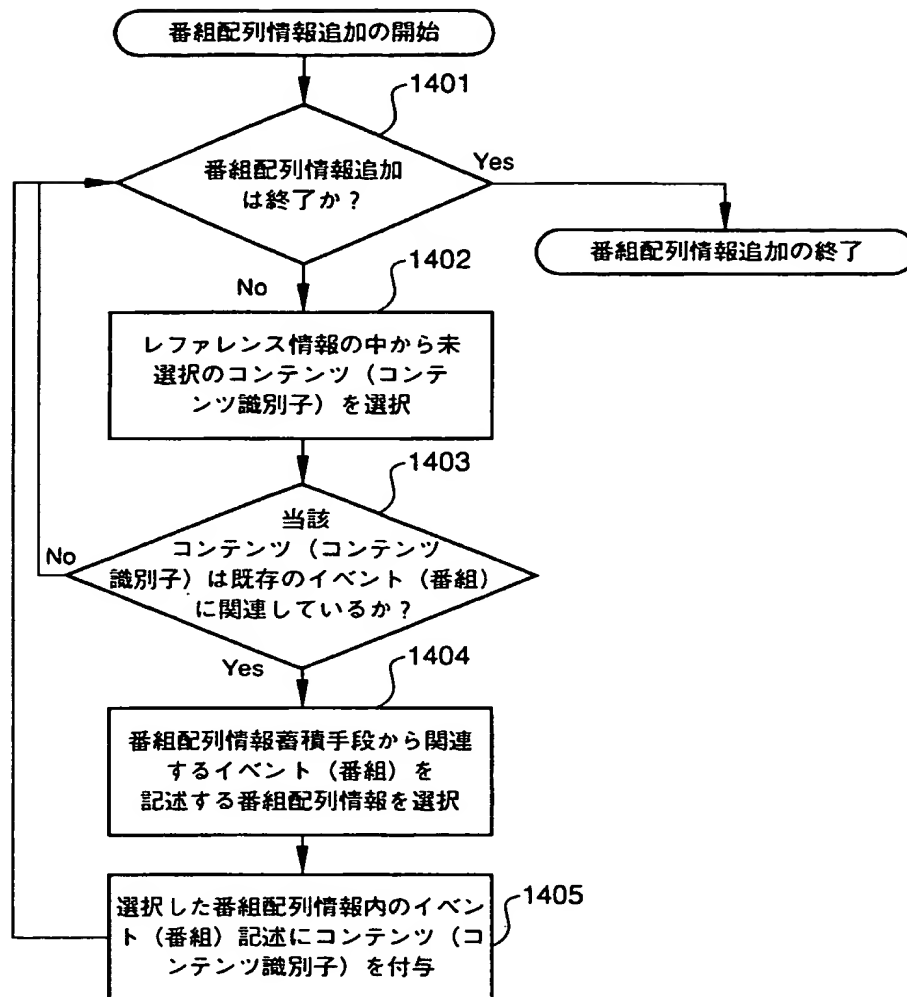 番組配列情報追加の開始
1401
番組配列情報追加
は終了か?
Yes
番組配列情報追加の終了
No
1402
レファレンス情報の中から未
選択のコンテンツ(コンテ
ンツ識別子)を選択
1403
当該
コンテンツ(コンテンツ
識別子)は既存のイベント(番組)
に関連しているか?
No
Yes
1404
番組配列情報蓄積手段から関連
するイベント(番組)を
記述する番組配列情報を選択
1405
選択した番組配列情報内のイベン
ト(番組)記述にコンテンツ(コ
ンテンツ識別子)を付与